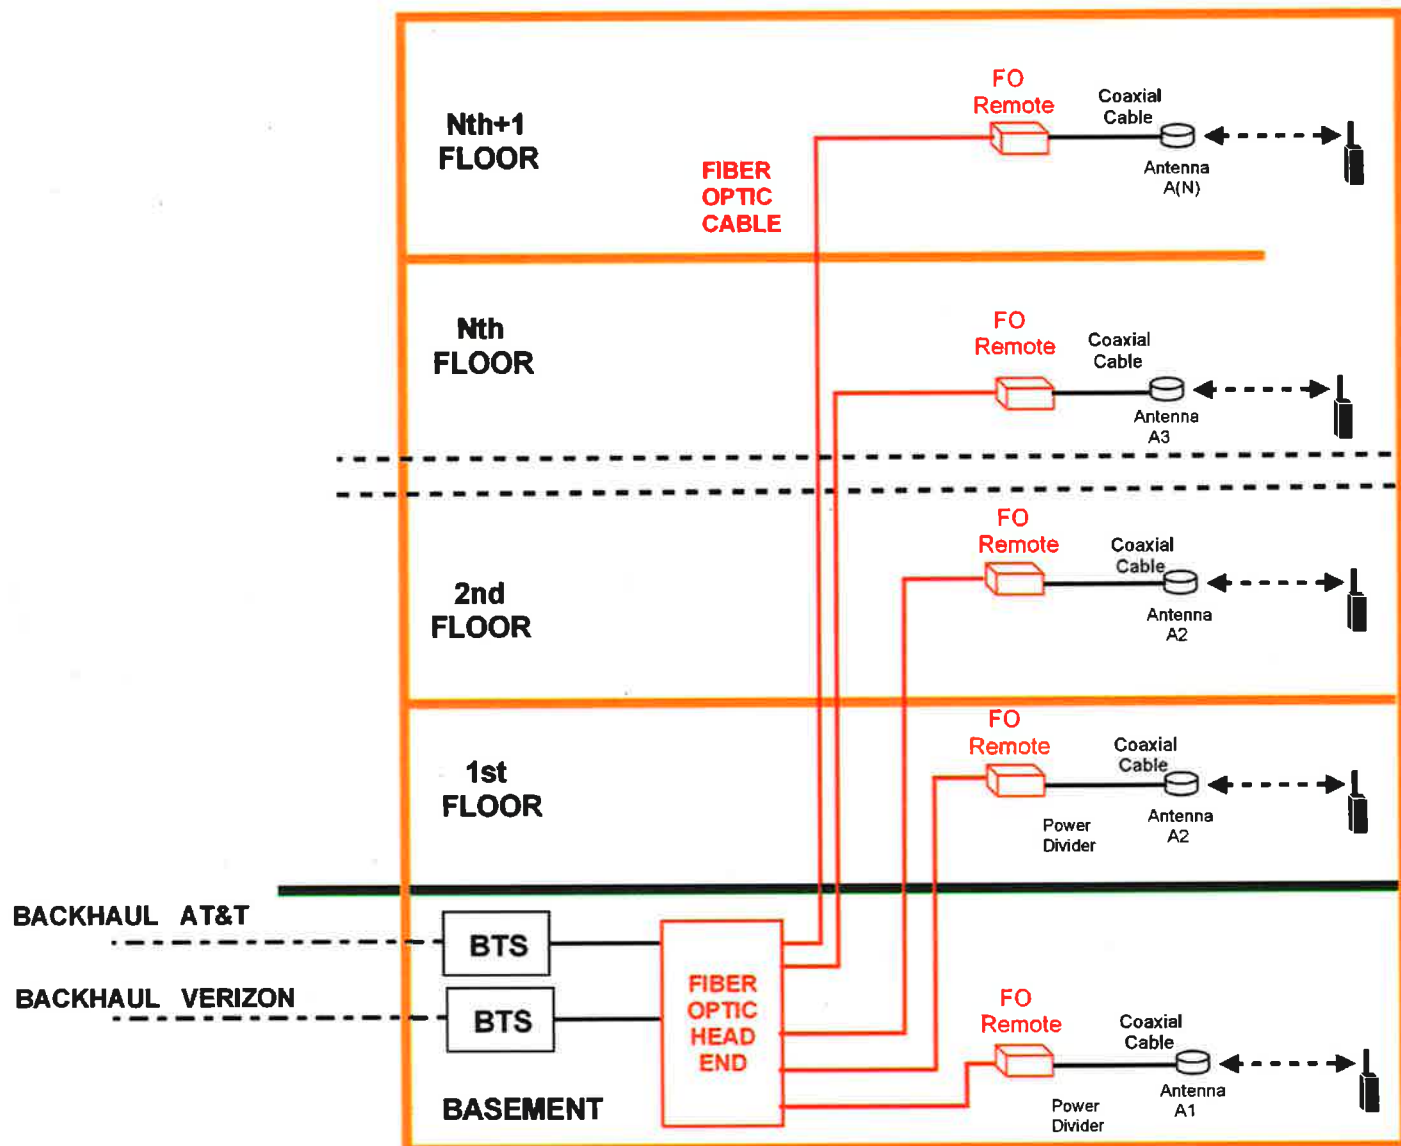 FO
Remote
Coaxial
Cable
Nth+1
FLOOR
Antenna
A(N)
FIBER
OPTIC
CABLE
Nth
FLOOR
FO
Remote
Coaxial
Cable
Antenna
A3
FO
Remote
Coaxial
Cable
2nd
FLOOR
Antenna
A2
FO
Remote
Coaxial
Cable
1st
FLOOR
Power
Divider
Antenna
A2
BACKHAUL AT&T
BTS
BACKHAUL VERIZON
BTS
FIBER
OPTIC
HEAD
END
FO
Remote
Coaxial
Cable
BASEMENT
Power
Divider
Antenna
A1